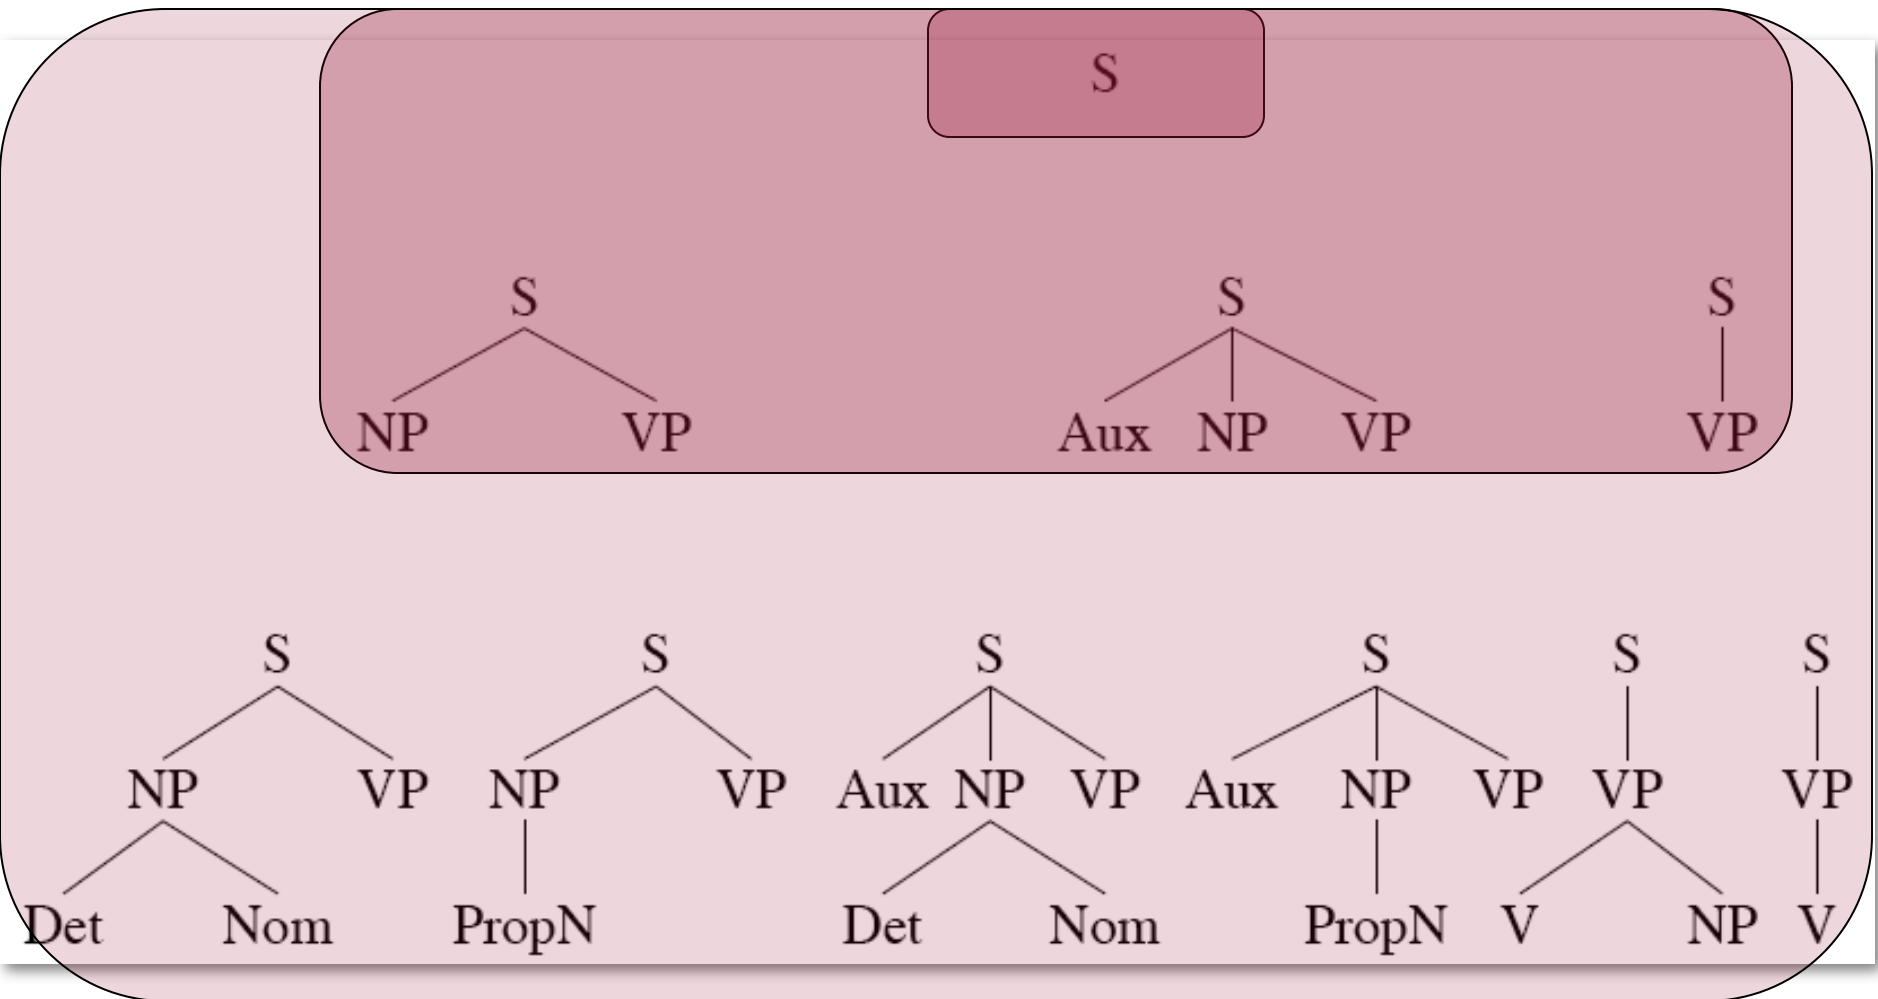 S
S S S
NP VP Aux NP VP VP
S S S S S S
NP VP NP VP Aux NP VP Aux NP VP VP VP
Det Nom PropN Det Nom PropN V NP V